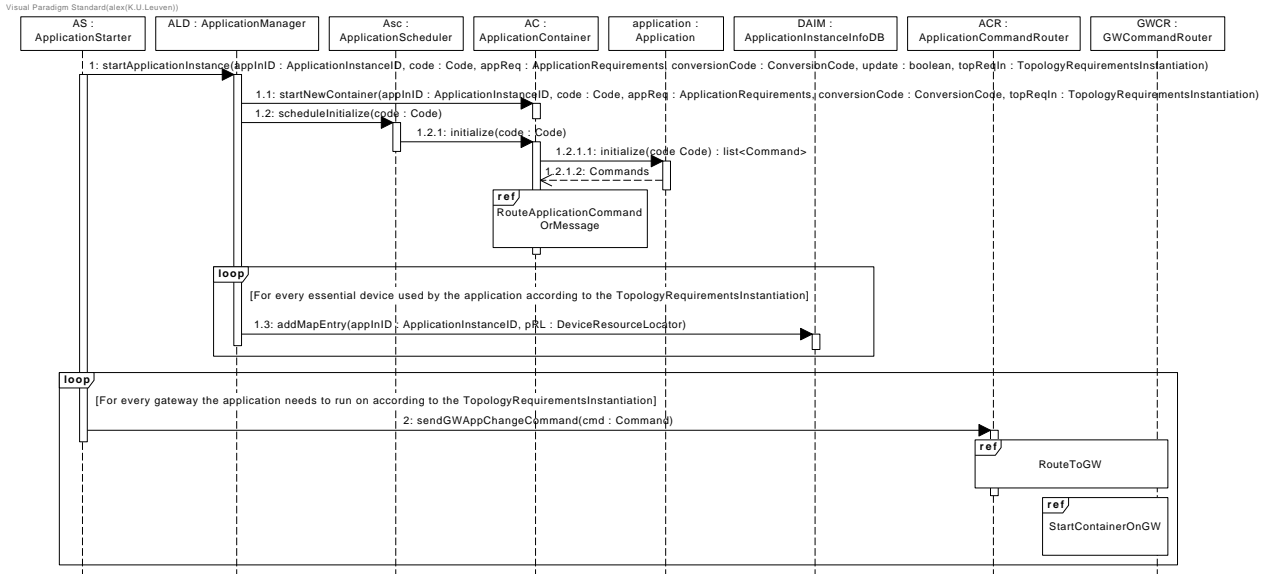 Visual Paradigm Standard(alex(K.U.Leuven))
AS :
ApplicationStarter
ALD : ApplicationManager
Asc :
ApplicationScheduler
AC :
ApplicationContainer
application :
Application
DAIM :
ApplicationInstanceInfoDB
ACR :
ApplicationCommandRouter
GWCR :
GWCommandRouter
1: startApplicationInstance(appInID : ApplicationInstanceID, code : Code, appReq : ApplicationRequirements, conversionCode : ConversionCode, update : boolean, topReqIn : TopologyRequirementsInstantiation)
1.1: startNewContainer(appInID : ApplicationInstanceID, code : Code, appReq : ApplicationRequirements, conversionCode : ConversionCode, topReqIn : TopologyRequirementsInstantiation)
1.2: scheduleInitialize(code : Code)
1.2.1: initialize(code : Code)
1.2.1.1: initialize(code Code) : list<Command>
1.2.1.2: Commands
ref
RouteApplicationCommand
OrMessage
loop
[For every essential device used by the application according to the TopologyRequirementsInstantiation]
1.3: addMapEntry(appInID : ApplicationInstanceID, pRL : DeviceResourceLocator)
loop
[For every gateway the application needs to run on according to the TopologyRequirementsInstantiation]
2: sendGWAppChangeCommand(cmd : Command)
ref
RouteToGW
ref
StartContainerOnGW